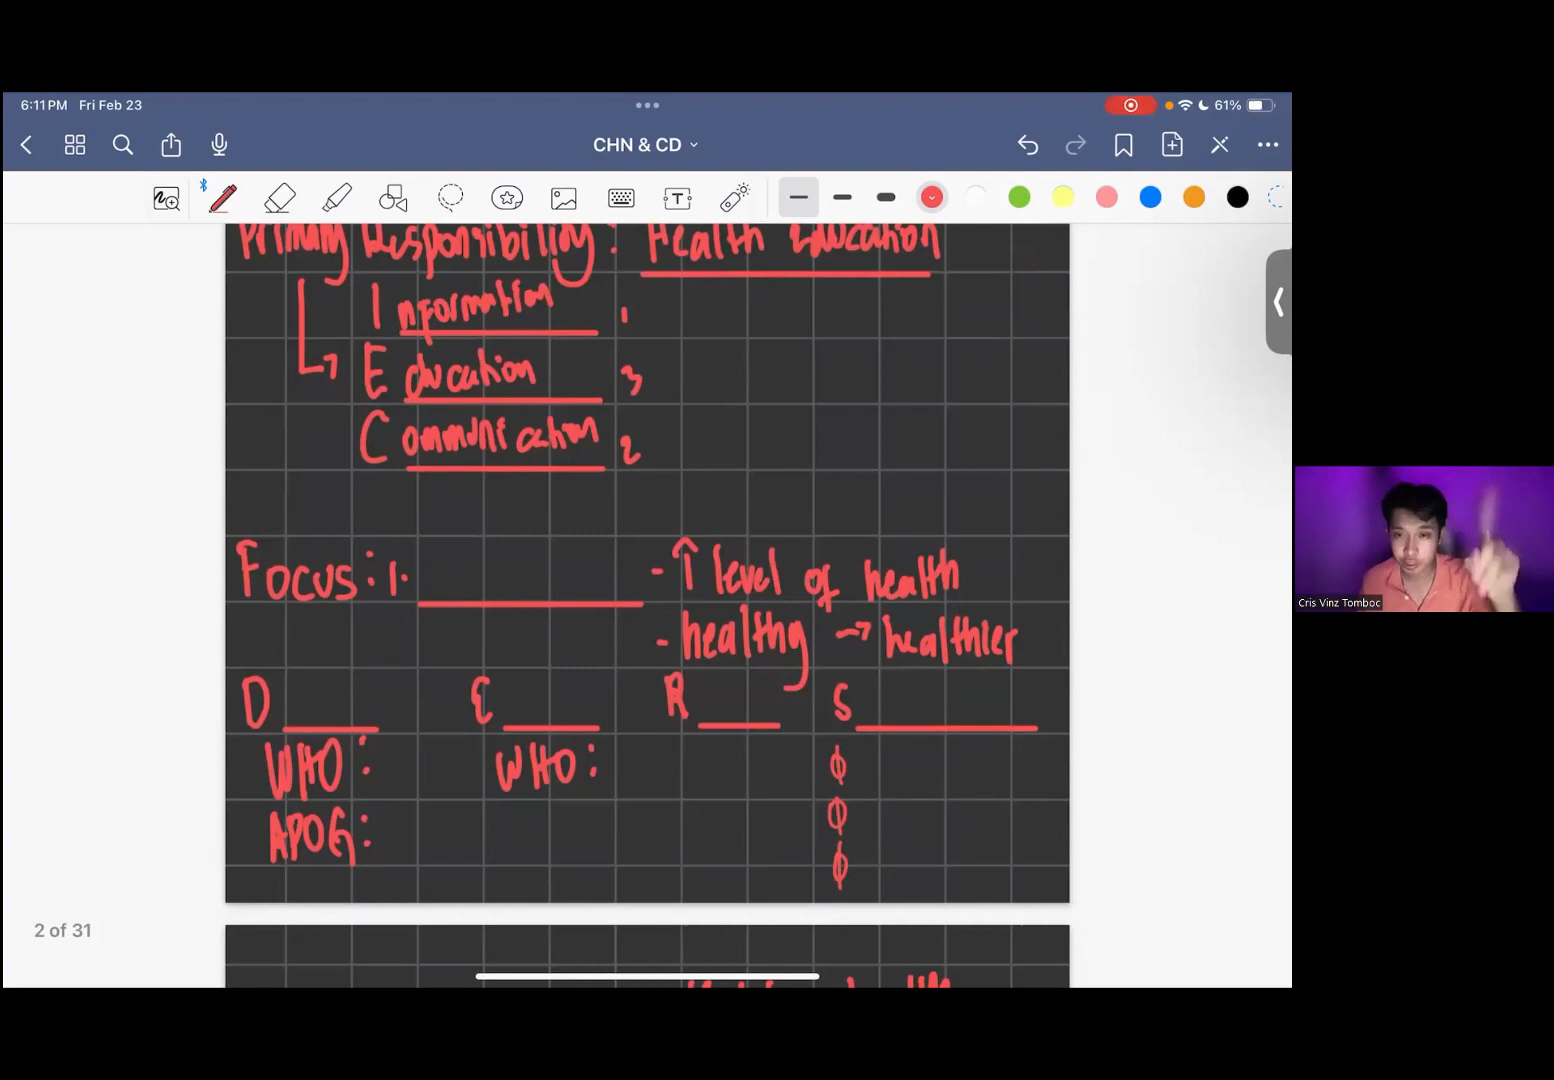 6:11 PM Fri Feb 23
61%
CHN & CD
T
Primary Responsibility: Health Education
Information 1
Education 3
Communication 2
Focus: 1. - ↑ level of health
- healthy → healthier
D E R S
WHO: WHO:
APOG:
2 of 31
Cris Vinz Tomboc